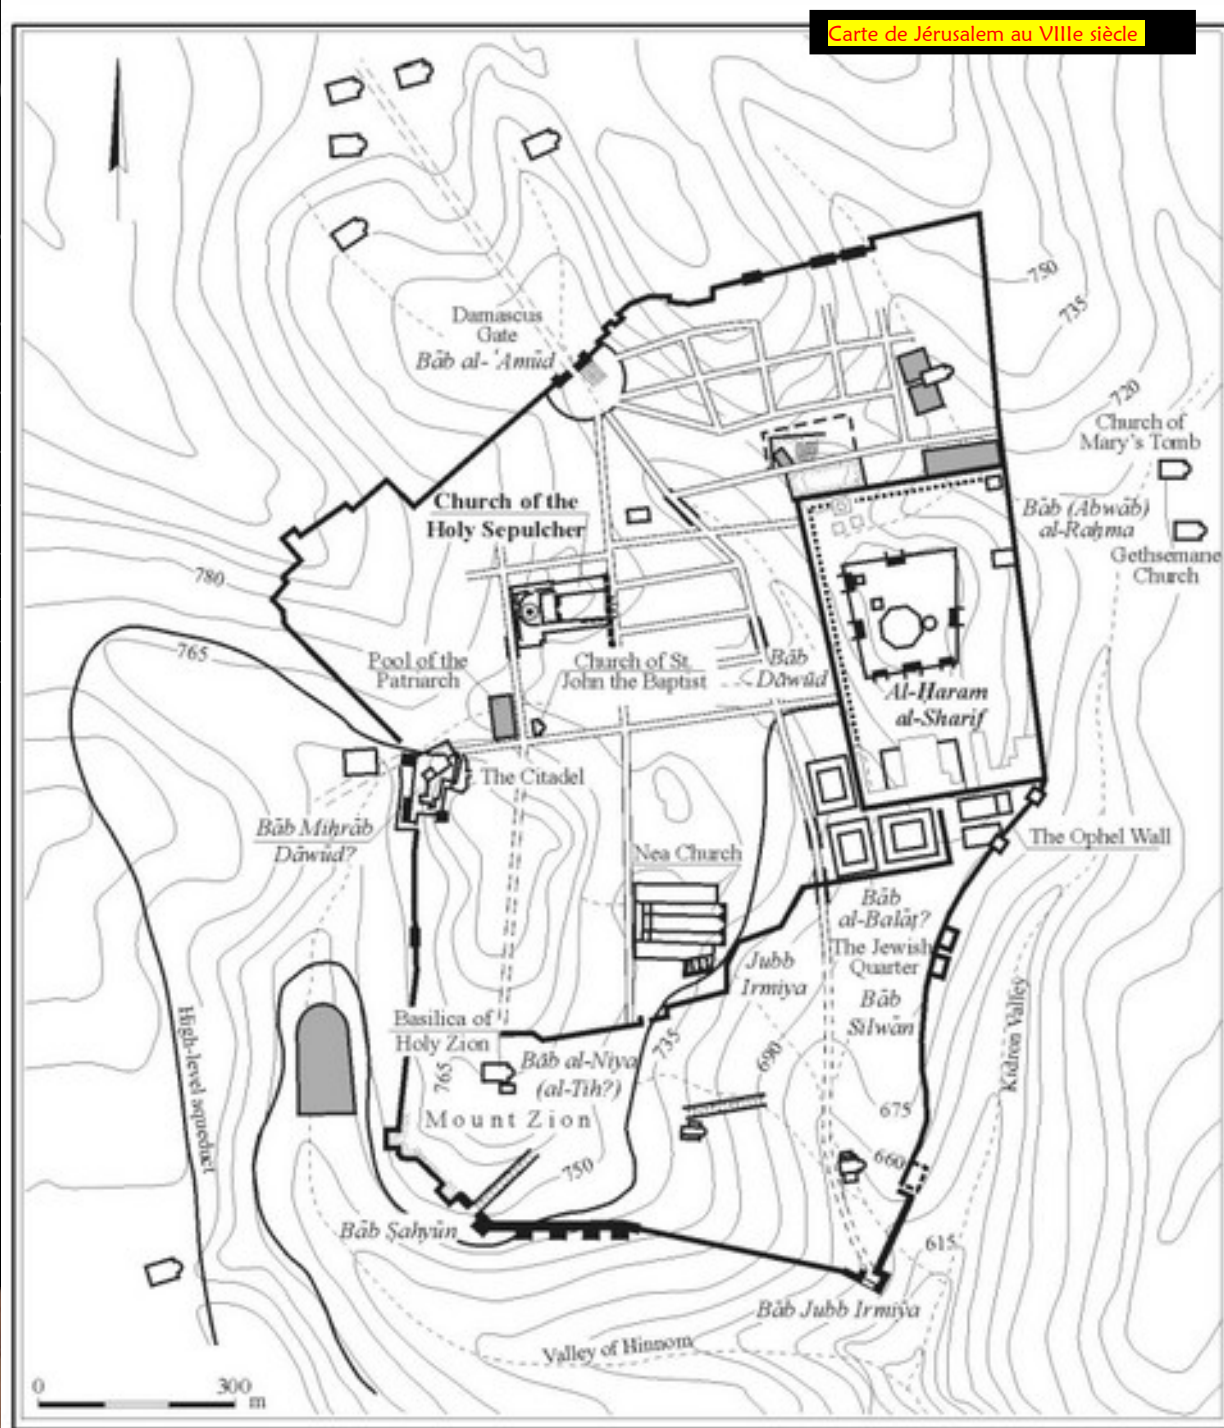 Carte de Jérusalem au VIIIe siècle
750
735
Damascus
Gate
Bāb al-ʿAmūd
720
Church of
Mary's Tomb
Church of the
Holy Sepulcher
Bāb (Abwāb)
al-Raḥma
Gethsemane
Church
780
765
Pool of the
Patriarch
Church of St.
John the Baptist
Bāb
Dāwūd
Al-Ḥaram
al-Sharif
The Citadel
Bāb Miḥrāb
Dāwūd?
The Ophel Wall
Nea Church
Bāb
al-Balāṭ?
The Jewish
Quarter
Jubb
Irmiya
Bāb
Silwān
High-level aqueduct
Kidron Valley
Basilica of
Holy Zion
Bāb al-Niya
(al-Tih?)
735
690
765
675
Mount Zion
660
750
Bāb Ṣahyūn
615
Bāb Jubb Irmiya
Valley of Hinnom
0 300
m